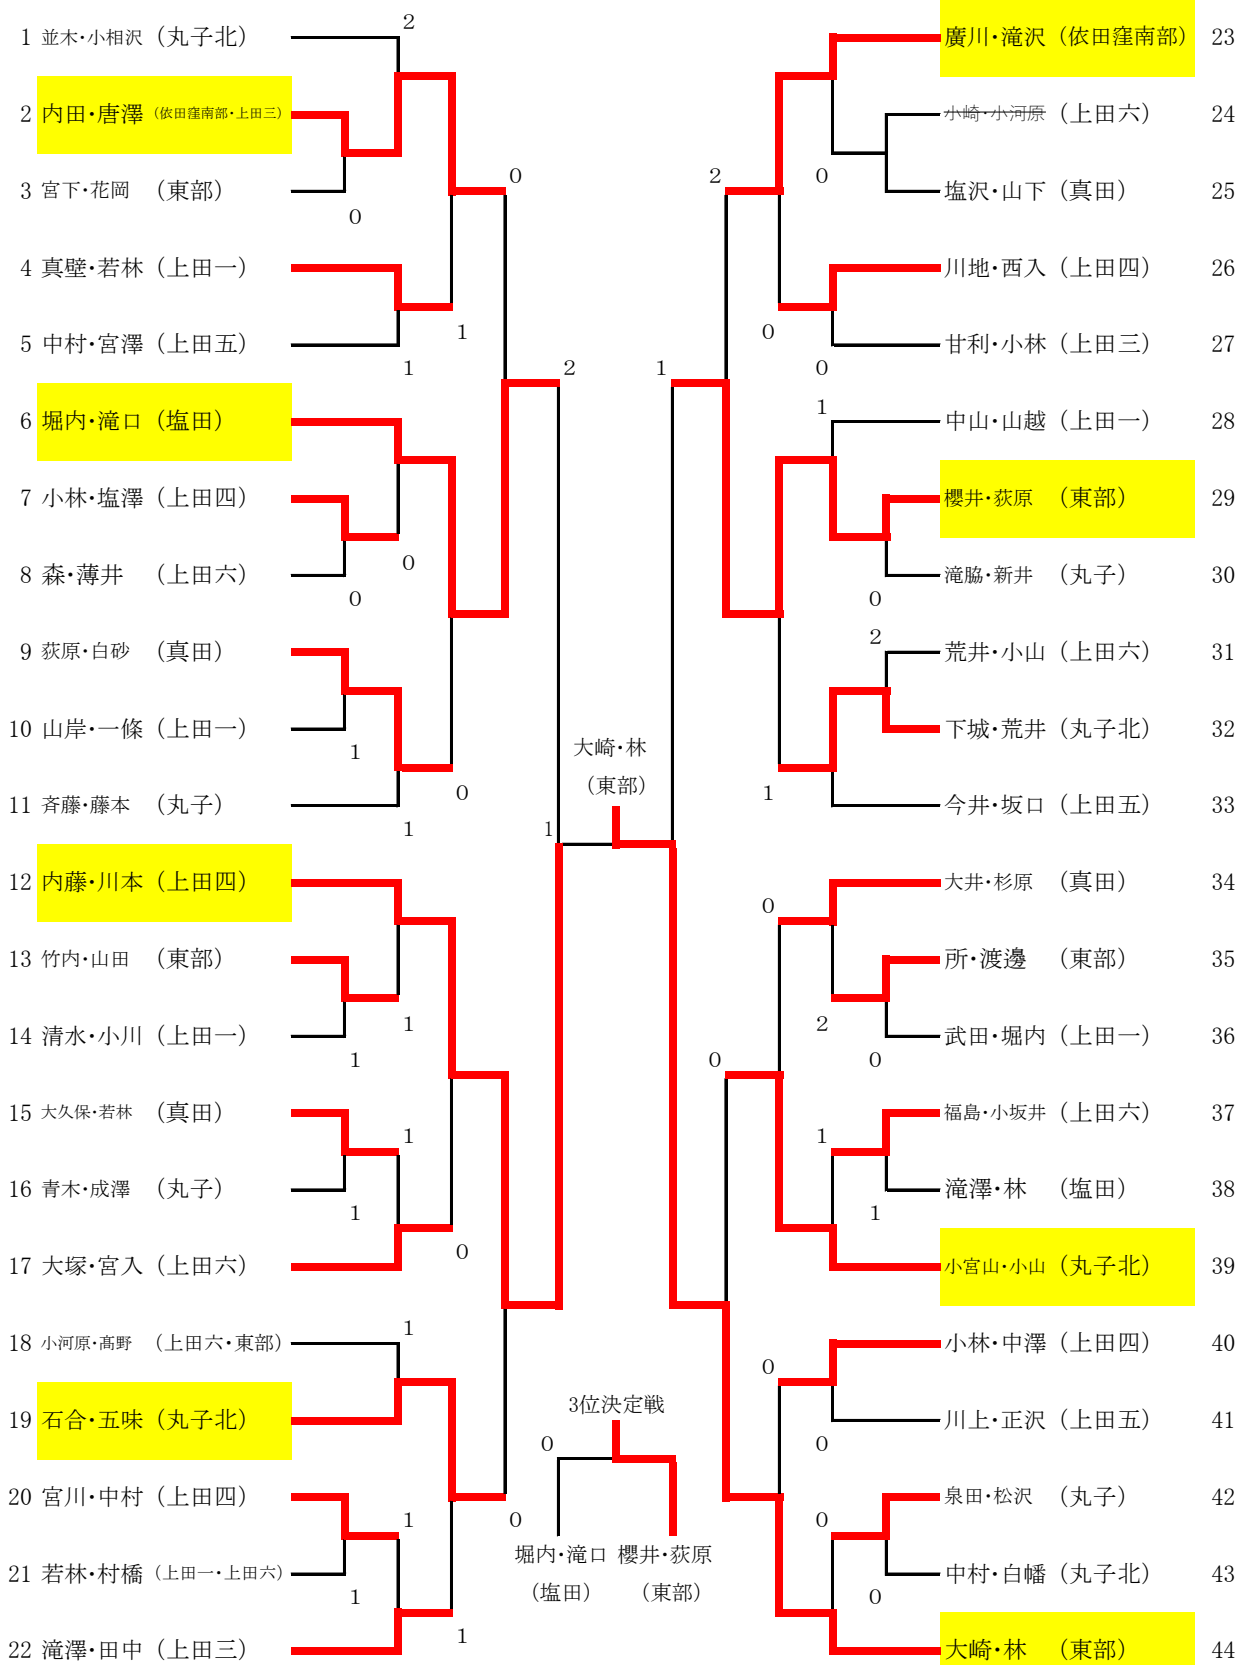 1 並木・小相沢 (丸子北)
2 内田・唐澤 (依田窪南部・上田三)
3 宮下・花岡 (東部)
4 真壁・若林 (上田一)
5 中村・宮澤 (上田五)
6 堀内・滝口 (塩田)
7 小林・塩澤 (上田四)
8 森・薄井 (上田六)
9 荻原・白砂 (真田)
10 山岸・一條 (上田一)
11 斉藤・藤本 (丸子)
12 内藤・川本 (上田四)
13 竹内・山田 (東部)
14 清水・小川 (上田一)
15 大久保・若林 (真田)
16 青木・成澤 (丸子)
17 大塚・宮入 (上田六)
18 小河原・髙野 (上田六・東部)
19 石合・五味 (丸子北)
20 宮川・中村 (上田四)
21 若林・村橋 (上田一・上田六)
22 滝澤・田中 (上田三)
2
0
0
1
1
2
0
0
1
0
1
1
1
1
1
1
0
1
1
0
1
1
大崎・林
(東部)
1
3位決定戦
0
堀内・滝口 櫻井・荻原
(塩田) (東部)
2
0
0
0
1
1
0
2
1
0
2
0
0
1
1
0
0
0
0
廣川・滝沢 (依田窪南部) 23
小崎・小河原 (上田六) 24
塩沢・山下 (真田) 25
川地・西入 (上田四) 26
甘利・小林 (上田三) 27
中山・山越 (上田一) 28
櫻井・荻原 (東部) 29
滝脇・新井 (丸子) 30
荒井・小山 (上田六) 31
下城・荒井 (丸子北) 32
今井・坂口 (上田五) 33
大井・杉原 (真田) 34
所・渡邊 (東部) 35
武田・堀内 (上田一) 36
福島・小坂井 (上田六) 37
滝澤・林 (塩田) 38
小宮山・小山 (丸子北) 39
小林・中澤 (上田四) 40
川上・正沢 (上田五) 41
泉田・松沢 (丸子) 42
中村・白幡 (丸子北) 43
大崎・林 (東部) 44